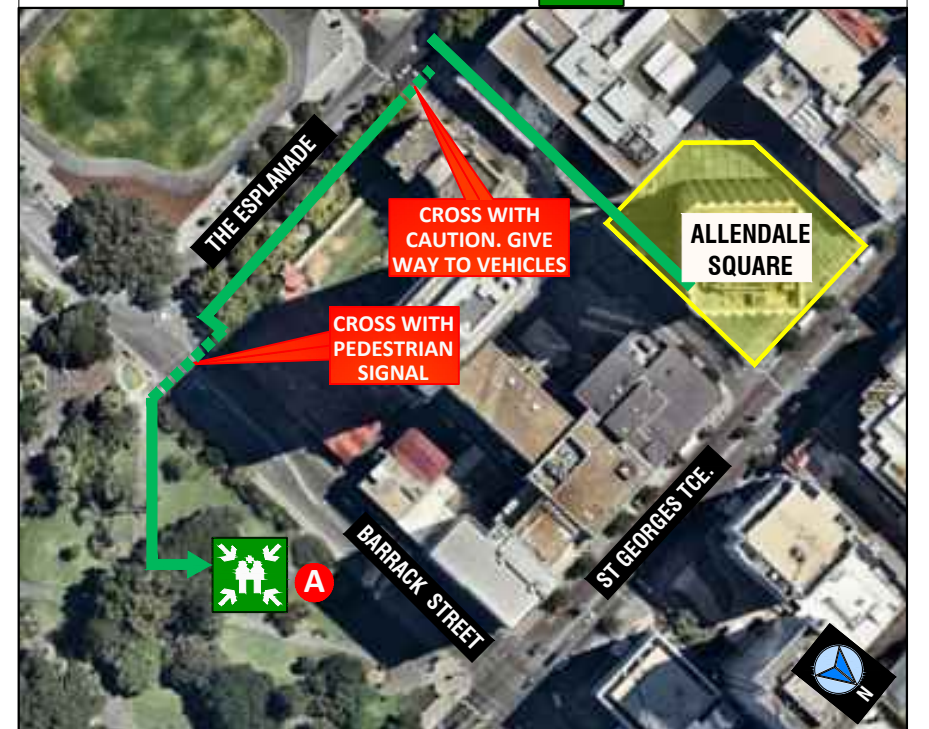 THE ESPLANADE
CROSS WITH
CAUTION. GIVE
WAY TO VEHICLES
ALLENDALE
SQUARE
CROSS WITH
PEDESTRIAN
SIGNAL
ST GEORGES TCE.
BARRACK STREET
A
N